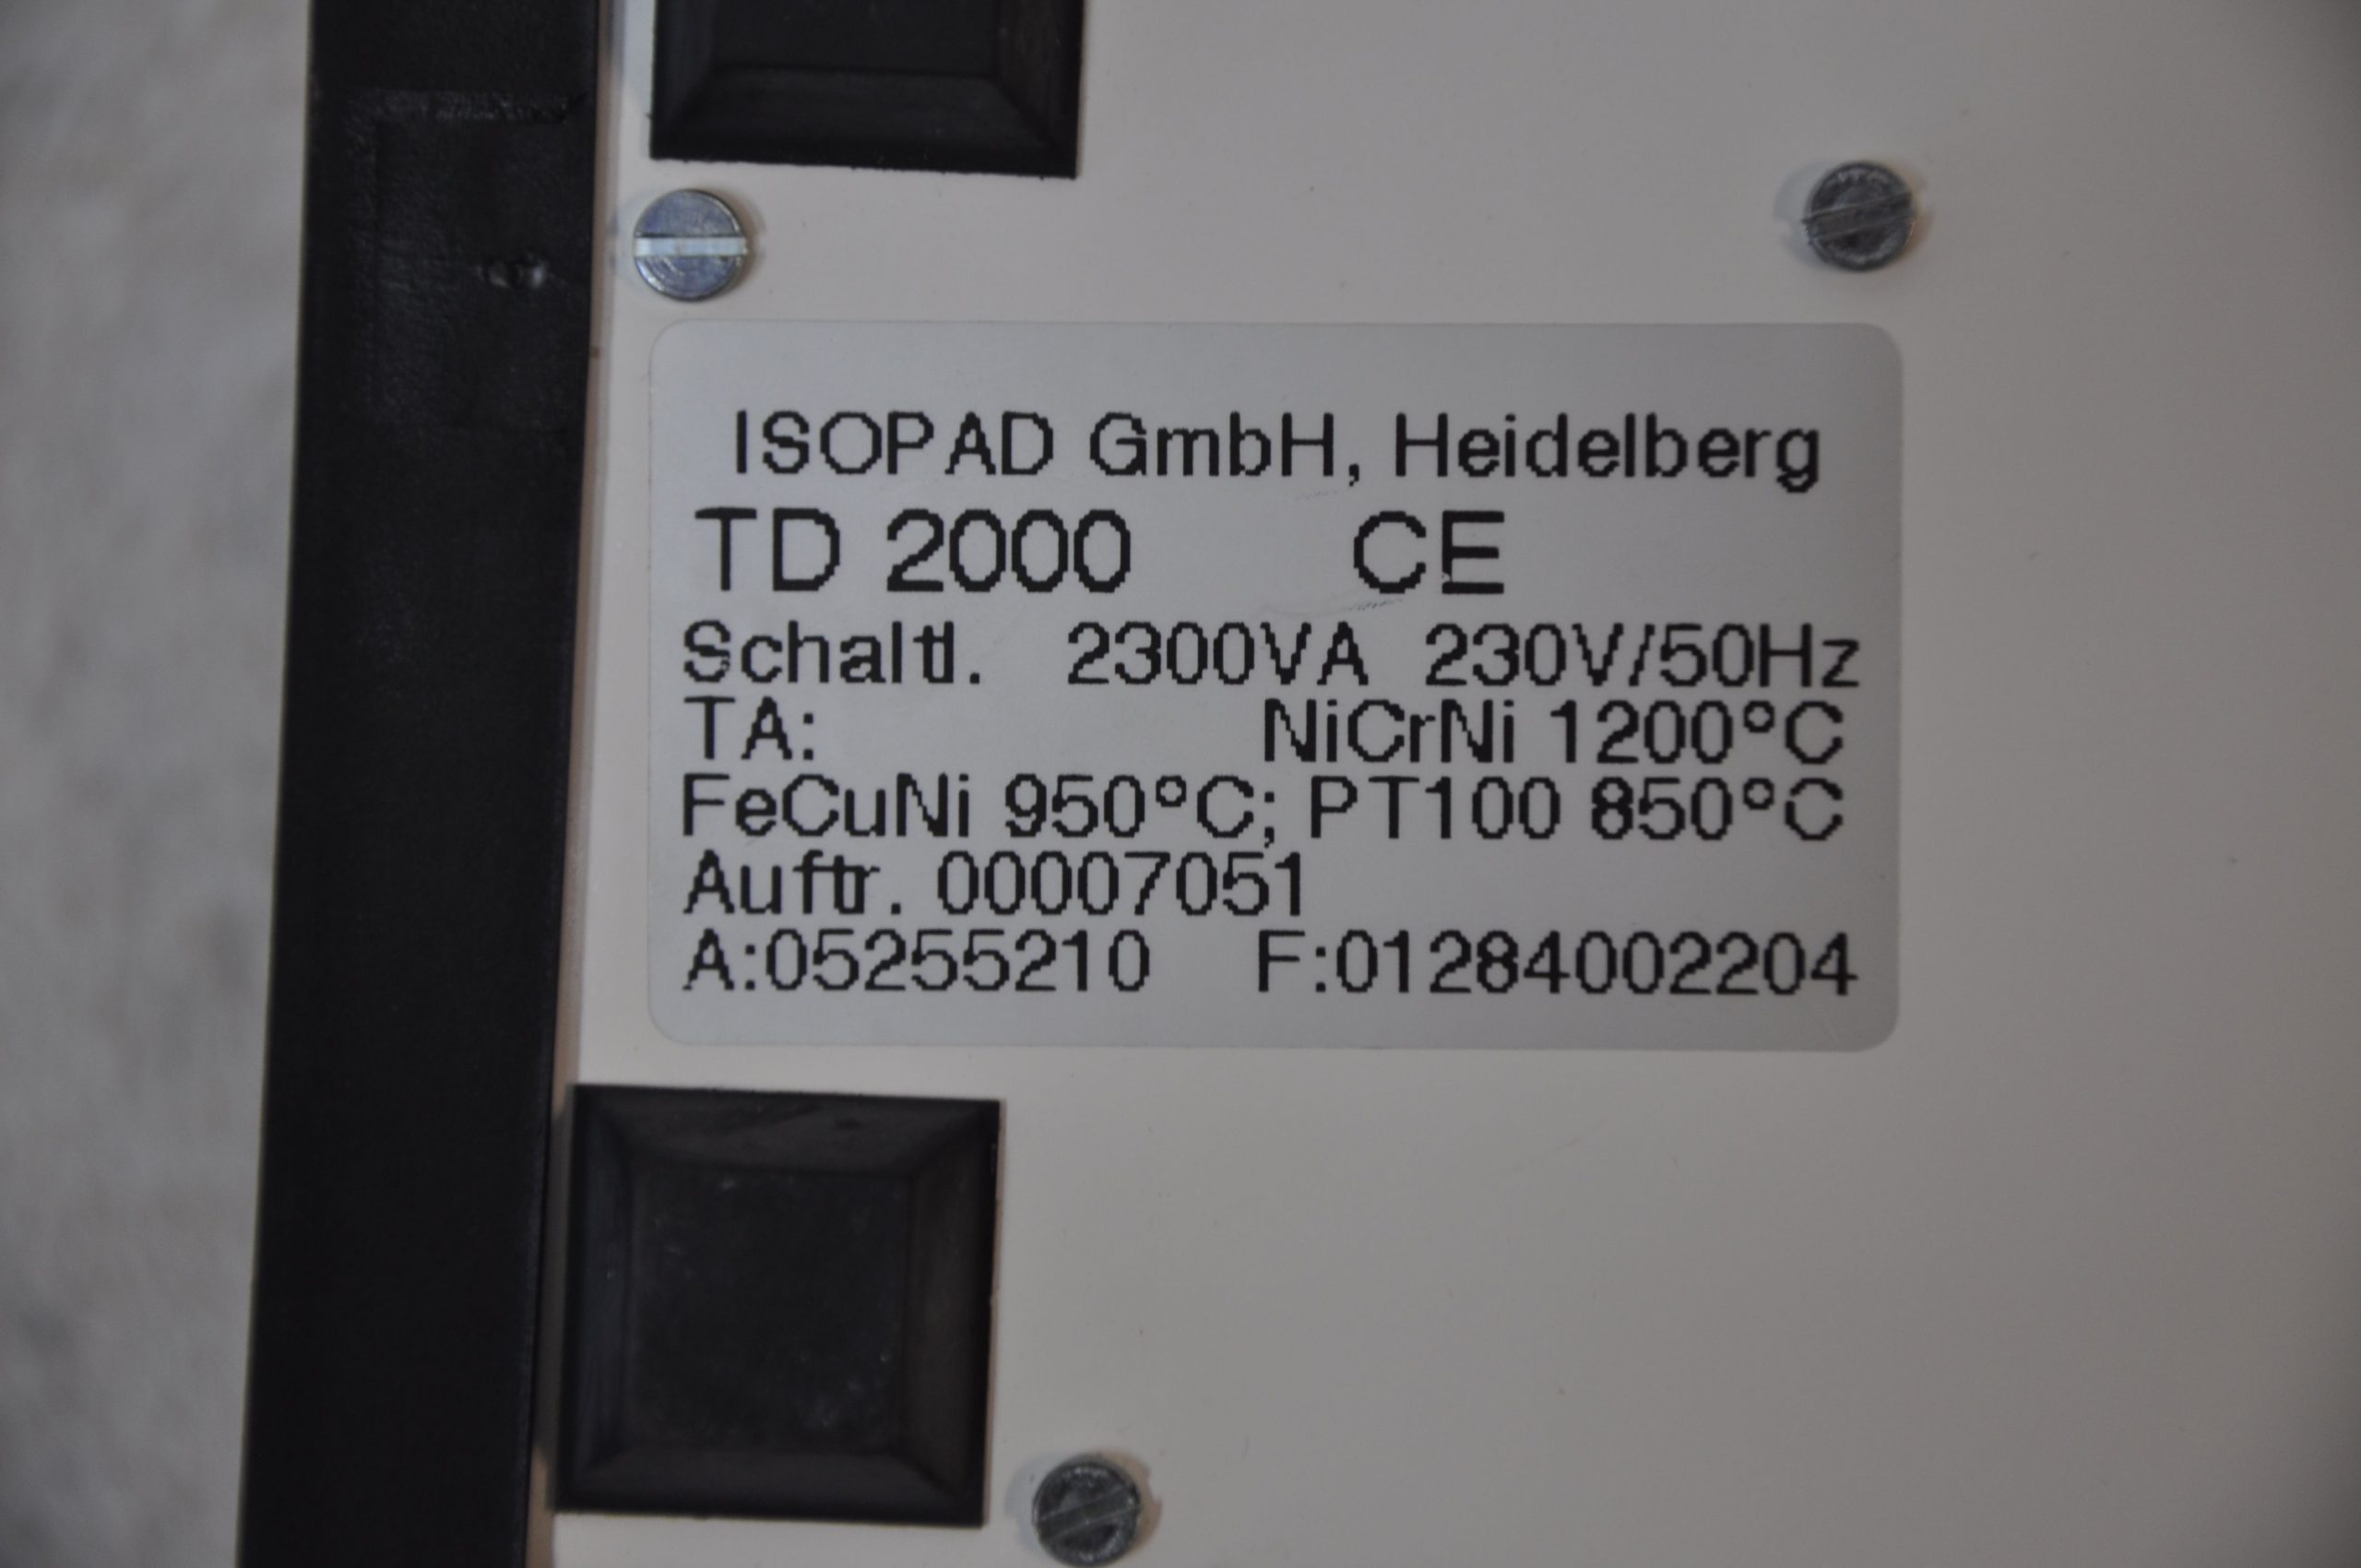 ISOPAD GmbH, Heidelberg
TD 2000 CE
Schaltl. 2300VA 230V/50Hz
TA: NiCrNi 1200°C
FeCuNi 950°C; PT100 850°C
Auftr. 00007051
A:05255210 F:01284002204